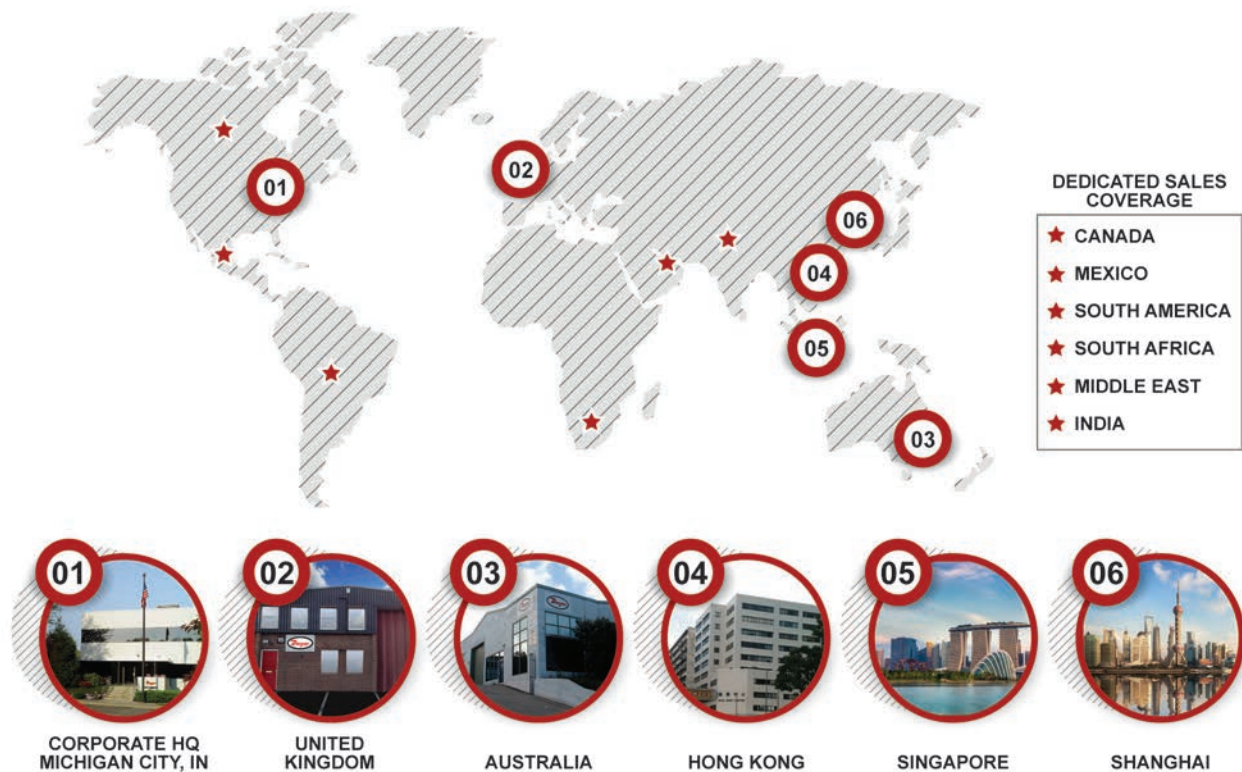 01
02
06
04
05
03
DEDICATED SALES
COVERAGE
CANADA
MEXICO
SOUTH AMERICA
SOUTH AFRICA
MIDDLE EAST
INDIA
01
02
03
04
05
06
Dwyer
CORPORATE HQ
MICHIGAN CITY, IN
UNITED
KINGDOM
AUSTRALIA
HONG KONG
SINGAPORE
SHANGHAI